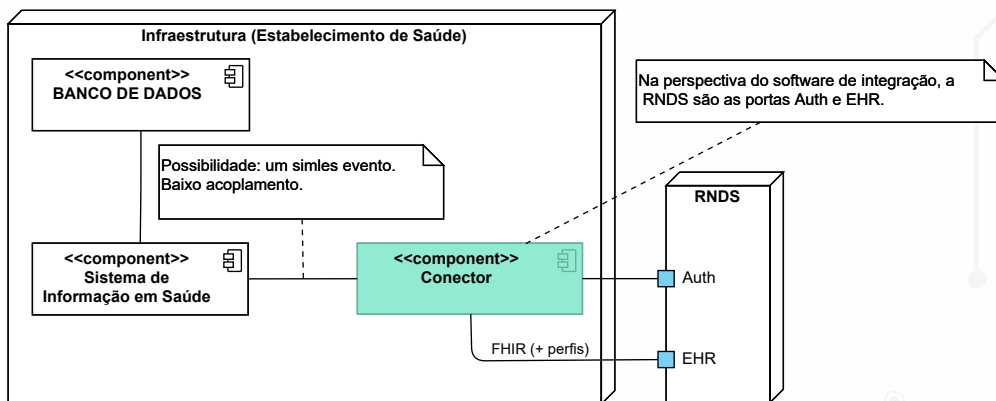 Infraestrutura (Estabelecimento de Saúde)
<<component>>
BANCO DE DADOS
Na perspectiva do software de integração, a
RNDS são as portas Auth e EHR.
Possibilidade: um simles evento.
Baixo acoplamento.
RNDS
<<component>>
Sistema de
Informação em Saúde
<<component>>
Conector
Auth
FHIR (+ perfis)
EHR